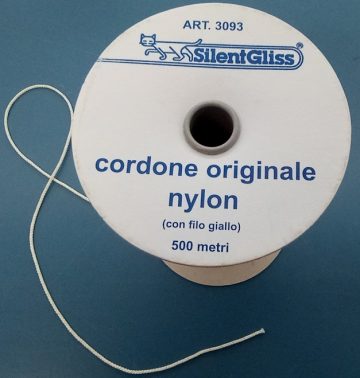 ART. 3093
SilentGliss®
cordone originale
nylon
(con filo giallo)
500 metri